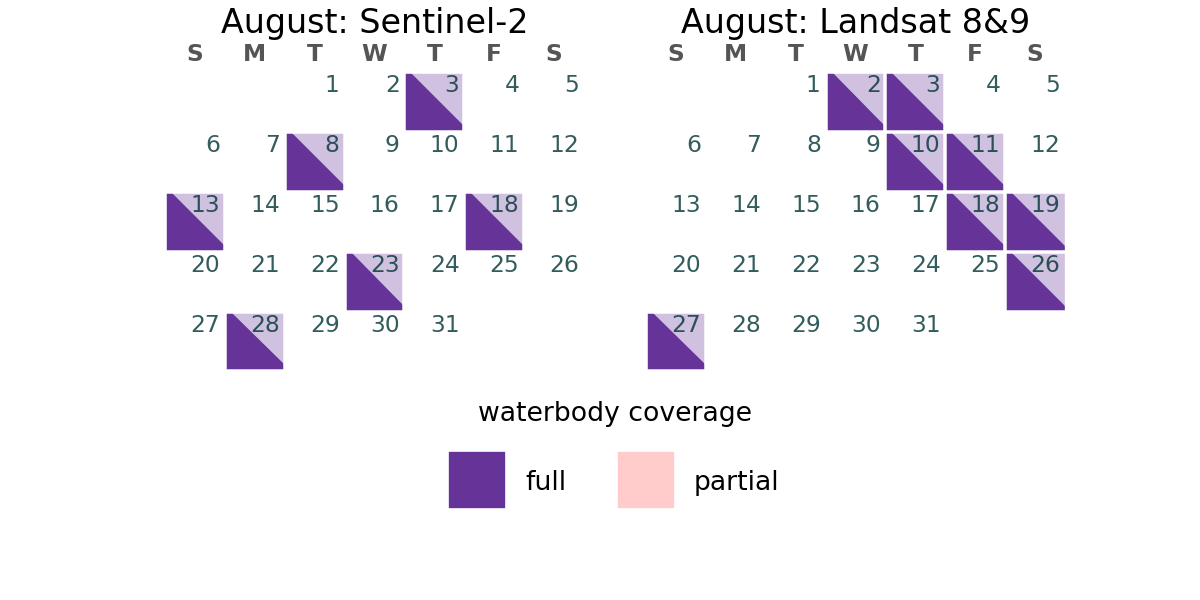 August: Sentinel-2
S M T W T F S
1 2 3 4 5
6 7 8 9 10 11 12
13 14 15 16 17 18 19
20 21 22 23 24 25 26
27 28 29 30 31
August: Landsat 8&9
S M T W T F S
1 2 3 4 5
6 7 8 9 10 11 12
13 14 15 16 17 18 19
20 21 22 23 24 25 26
27 28 29 30 31
waterbody coverage
full partial